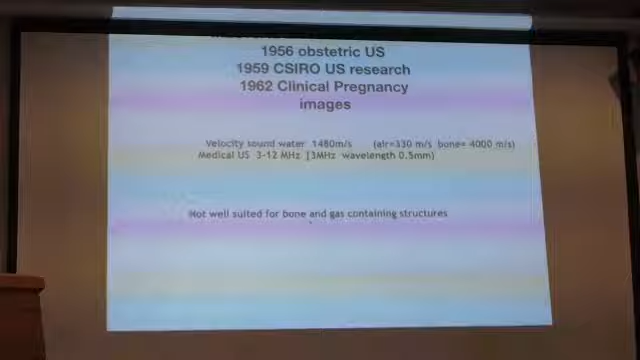 1956 obstetric US
1959 CSIRO US research
1962 Clinical Pregnancy
images
Velocity sound water 1480m/s (air=330 m/s bone= 4000 m/s)
Medical US 3-12 MHz [3MHz wavelength 0.5mm)
Not well suited for bone and gas containing structures